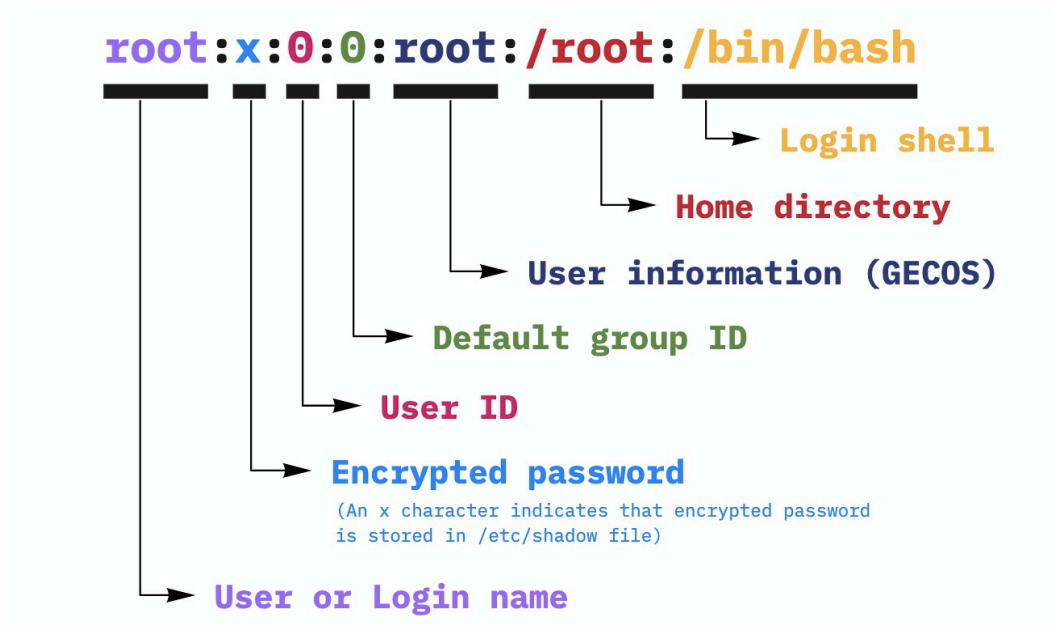 root:x:0:0:root:/root:/bin/bash
Login shell
Home directory
User information (GECOS)
Default group ID
User ID
Encrypted password
(An x character indicates that encrypted password
is stored in /etc/shadow file)
User or Login name